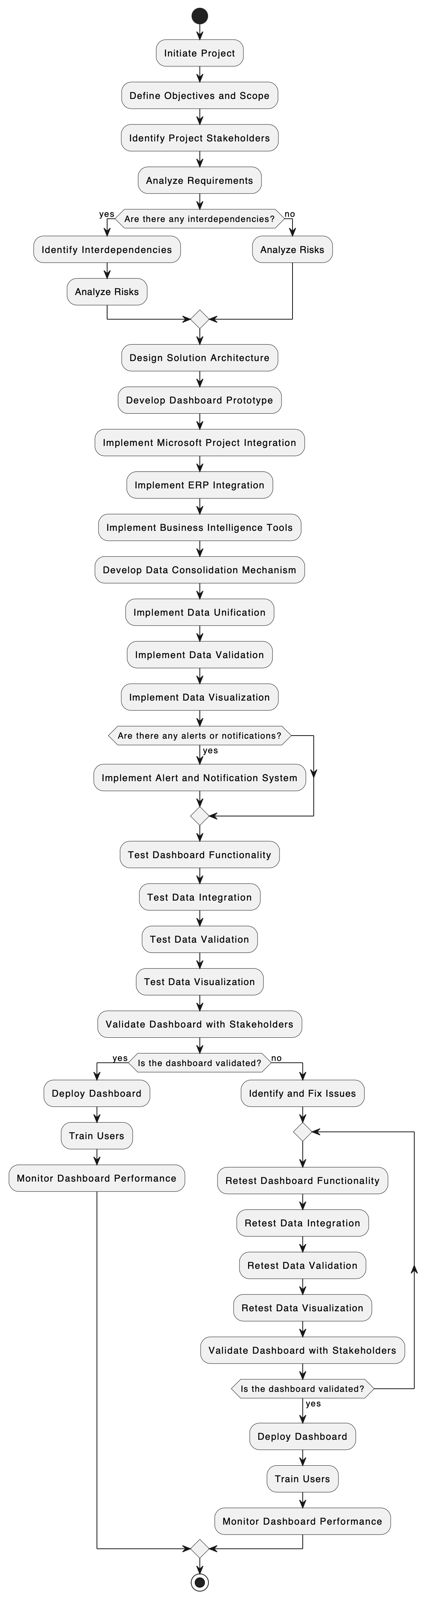 Initiate Project
Define Objectives and Scope
Identify Project Stakeholders
Analyze Requirements
yes
Are there any interdependencies?
no
Identify Interdependencies
Analyze Risks
Analyze Risks
Design Solution Architecture
Develop Dashboard Prototype
Implement Microsoft Project Integration
Implement ERP Integration
Implement Business Intelligence Tools
Develop Data Consolidation Mechanism
Implement Data Unification
Implement Data Validation
Implement Data Visualization
Are there any alerts or notifications?
yes
Implement Alert and Notification System
Test Dashboard Functionality
Test Data Integration
Test Data Validation
Test Data Visualization
Validate Dashboard with Stakeholders
yes
Is the dashboard validated?
no
Deploy Dashboard
Train Users
Monitor Dashboard Performance
Identify and Fix Issues
Retest Dashboard Functionality
Retest Data Integration
Retest Data Validation
Retest Data Visualization
Validate Dashboard with Stakeholders
Is the dashboard validated?
yes
Deploy Dashboard
Train Users
Monitor Dashboard Performance